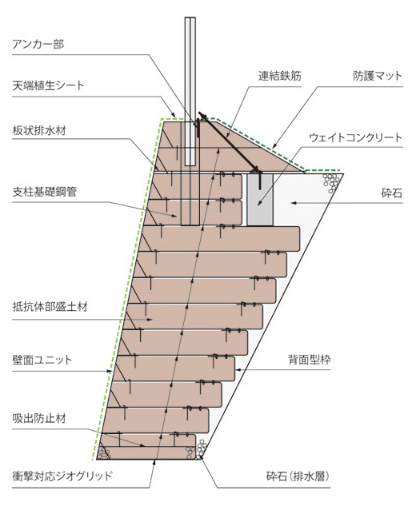 アンカー部
天端植生シート
板状排水材
支柱基礎鋼管
抵抗体部盛土材
壁面ユニット
吸出防止材
衝撃対応ジオグリッド
連結鉄筋
防護マット
ウェイトコンクリート
砕石
背面型枠
砕石(排水層)